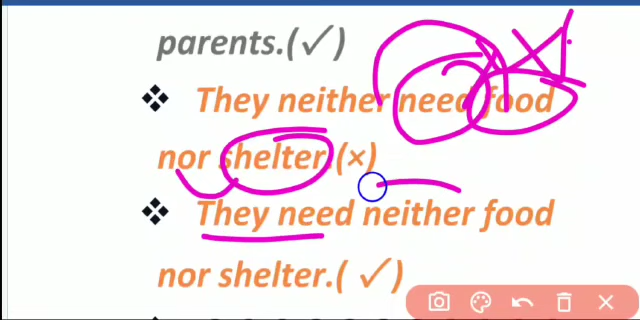 parents.(✓)
❖ They neither need food
nor shelter.(×)
❖ They need neither food
nor shelter.( ✓)